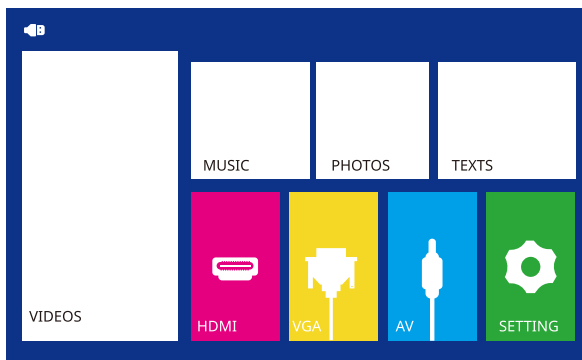 MUSIC
PHOTOS
TEXTS
VIDEOS
HDMI
VGA
AV
SETTING